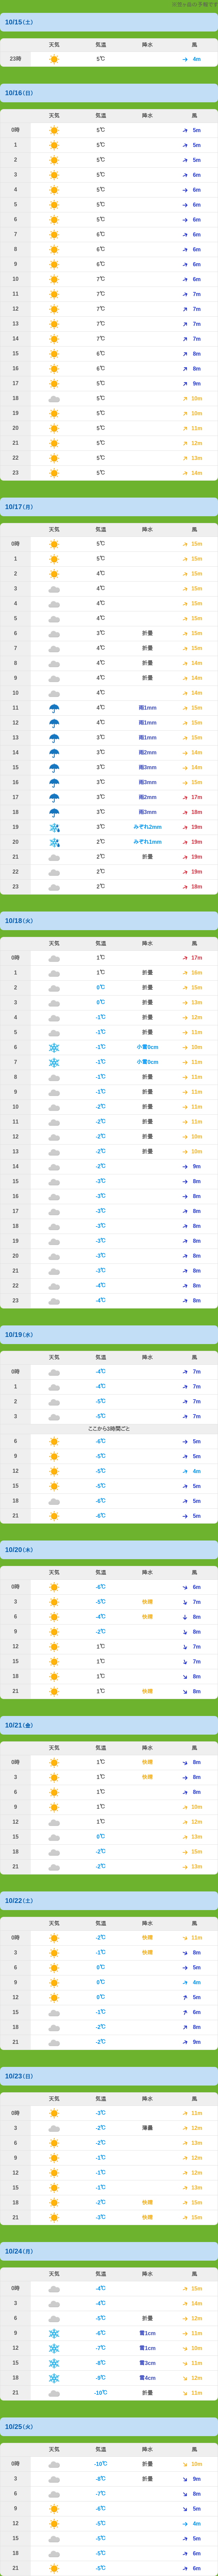 天気&風の予報です
10/15(土)
天気 気温 降水 風
23時 5℃ 4m
10/16(日)
天気 気温 降水 風
0時 5℃ 5m
1 5℃ 5m
2 5℃ 5m
3 5℃ 6m
4 5℃ 6m
5 5℃ 6m
6 5℃ 5m
7 6℃ 6m
8 6℃ 6m
9 6℃ 6m
10 7℃ 6m
11 7℃ 7m
12 7℃ 7m
13 7℃ 7m
14 7℃ 7m
15 6℃ 8m
16 6℃ 8m
17 5℃ 9m
18 5℃ 10m
19 5℃ 10m
20 5℃ 11m
21 5℃ 12m
22 5℃ 13m
23 5℃ 14m
10/17(月)
天気 気温 降水 風
0時 5℃ 15m
1 5℃ 15m
2 4℃ 15m
3 4℃ 15m
4 4℃ 15m
5 4℃ 15m
6 3℃ 折曇 15m
7 4℃ 折曇 15m
8 4℃ 折曇 14m
9 4℃ 折曇 14m
10 4℃ 14m
11 4℃ 雨1mm 15m
12 4℃ 雨1mm 15m
13 3℃ 雨1mm 15m
14 3℃ 雨2mm 14m
15 3℃ 雨3mm 14m
16 3℃ 雨3mm 15m
17 3℃ 雨2mm 17m
18 3℃ 雨3mm 18m
19 3℃ みぞれ2mm 19m
20 2℃ みぞれ1mm 19m
21 2℃ 折曇 19m
22 2℃ 19m
23 2℃ 18m
10/18(火)
天気 気温 降水 風
0時 1℃ 17m
1 1℃ 折曇 16m
2 0℃ 折曇 15m
3 0℃ 折曇 13m
4 -1℃ 折曇 12m
5 -1℃ 折曇 11m
6 -1℃ 小雪0cm 10m
7 -1℃ 小雪0cm 11m
8 -1℃ 折曇 11m
9 -1℃ 折曇 11m
10 -2℃ 折曇 11m
11 -2℃ 折曇 11m
12 -2℃ 折曇 10m
13 -2℃ 折曇 10m
14 -2℃ 9m
15 -3℃ 8m
16 -3℃ 8m
17 -3℃ 8m
18 -3℃ 8m
19 -3℃ 8m
20 -3℃ 8m
21 -3℃ 8m
22 -4℃ 8m
23 -4℃ 8m
10/19(水)
天気 気温 降水 風
0時 -4℃ 7m
1 -4℃ 7m
2 -5℃ 7m
3 -5℃ 7m
ここから3時間ごと
6 -6℃ 5m
9 -5℃ 5m
12 -5℃ 4m
15 -5℃ 5m
18 -6℃ 5m
21 -6℃ 5m
10/20(木)
天気 気温 降水 風
0時 -6℃ 6m
3 -5℃ 快晴 7m
6 -4℃ 快晴 8m
9 -2℃ 8m
12 1℃ 7m
15 1℃ 7m
18 1℃ 8m
21 1℃ 快晴 8m
10/21(金)
天気 気温 降水 風
0時 1℃ 快晴 8m
3 1℃ 快晴 8m
6 1℃ 8m
9 1℃ 10m
12 1℃ 12m
15 0℃ 13m
18 -2℃ 15m
21 -2℃ 13m
10/22(土)
天気 気温 降水 風
0時 -2℃ 快晴 11m
3 -1℃ 快晴 8m
6 0℃ 5m
9 0℃ 4m
12 0℃ 5m
15 -1℃ 6m
18 -2℃ 8m
21 -2℃ 9m
10/23(日)
天気 気温 降水 風
0時 -3℃ 11m
3 -2℃ 薄曇 12m
6 -2℃ 13m
9 -1℃ 12m
12 -1℃ 12m
15 -1℃ 13m
18 -2℃ 快晴 15m
21 -3℃ 快晴 15m
10/24(月)
天気 気温 降水 風
0時 -4℃ 15m
3 -4℃ 14m
6 -5℃ 折曇 12m
9 -6℃ 雪1cm 11m
12 -7℃ 雪1cm 10m
15 -8℃ 雪3cm 11m
18 -9℃ 雪4cm 12m
21 -10℃ 折曇 11m
10/25(火)
天気 気温 降水 風
0時 -10℃ 折曇 10m
3 -8℃ 折曇 9m
6 -7℃ 8m
9 -6℃ 5m
12 -5℃ 4m
15 -5℃ 5m
18 -5℃ 6m
21 -5℃ 6m